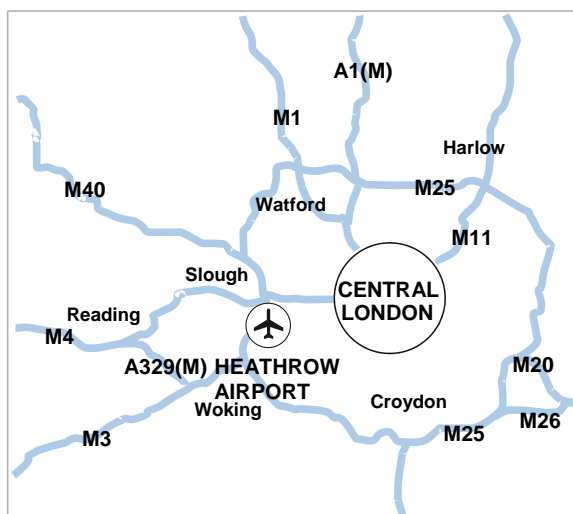 A1(M)
M1
Harlow
M40
M25
Watford
M11
Slough
CENTRAL
LONDON
Reading
M4
A329(M) HEATHROW
AIRPORT
M20
Woking
Croydon
M26
M3
M25